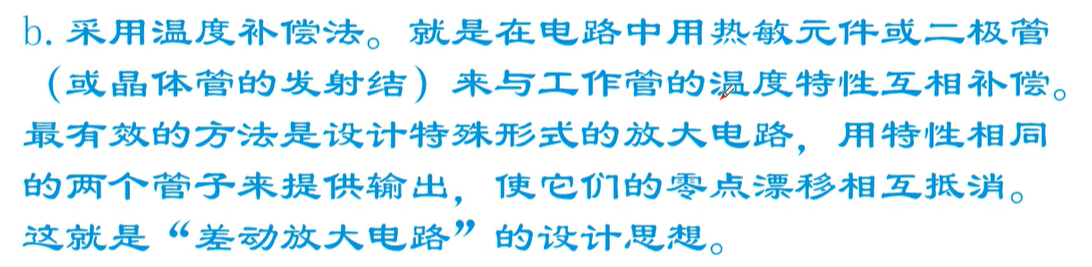 b. 采用温度补偿法。就是在电路中用热敏元件或二极管
（或晶体管的发射结）来与工作管的温度特性互相补偿。
最有效的方法是设计特殊形式的放大电路，用特性相同
的两个管子来提供输出，使它们的零点漂移相互抵消。
这就是“差动放大电路”的设计思想。